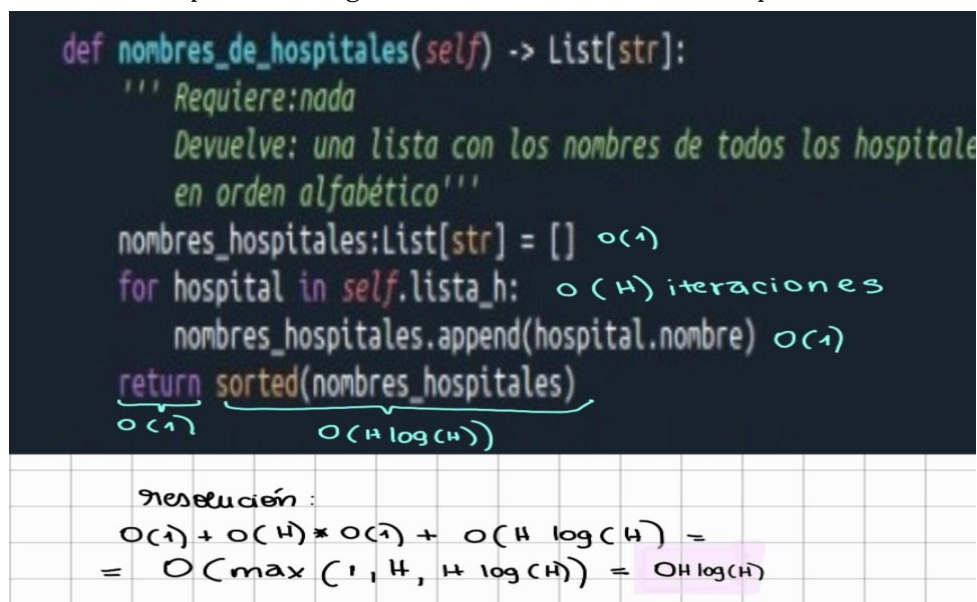 def nombres_de_hospitales(self) -> List[str]:
''' Requiere:nada
Devuelve: una lista con los nombres de todos los hospitale
en orden alfabético'''
nombres_hospitales:List[str] = [] O(1)
for hospital in self.lista_h: O(H) iteraciones
nombres_hospitales.append(hospital.nombre) O(1)
return sorted(nombres_hospitales)
O(1) O(H log(H))
resolución:
O(1) + O(H) * O(1) + O(H log(H) =
= O(max(1, H, H log(H)) = OH log(H)